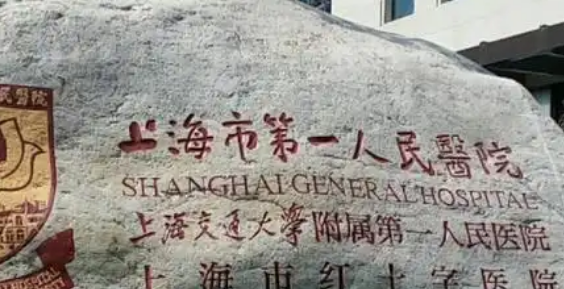 上海市第一人民醫院
SHANGHAI GENERAL HOSPITAL
上海交通大學附属第一人民医院
上海市红十字医院